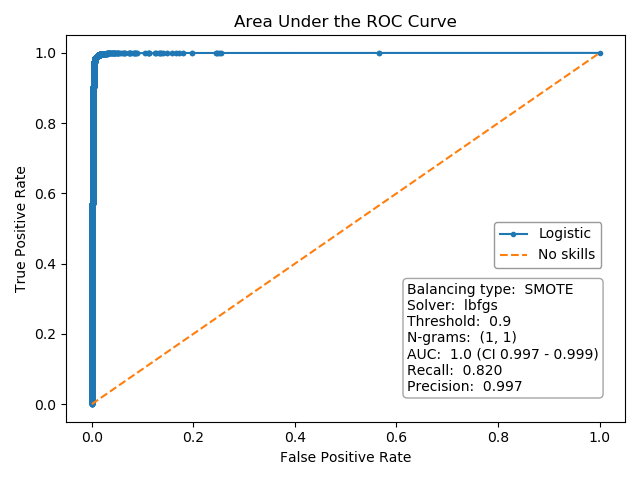 Area Under the ROC Curve
True Positive Rate
1.0
0.8
0.6
0.4
0.2
0.0
Logistic
No skills
Balancing type:  SMOTE
Solver:  lbfgs
Threshold:  0.9
N-grams:  (1, 1)
AUC:  1.0 (CI 0.997 - 0.999)
Recall:  0.820
Precision:  0.997
0.0 0.2 0.4 0.6 0.8 1.0
False Positive Rate